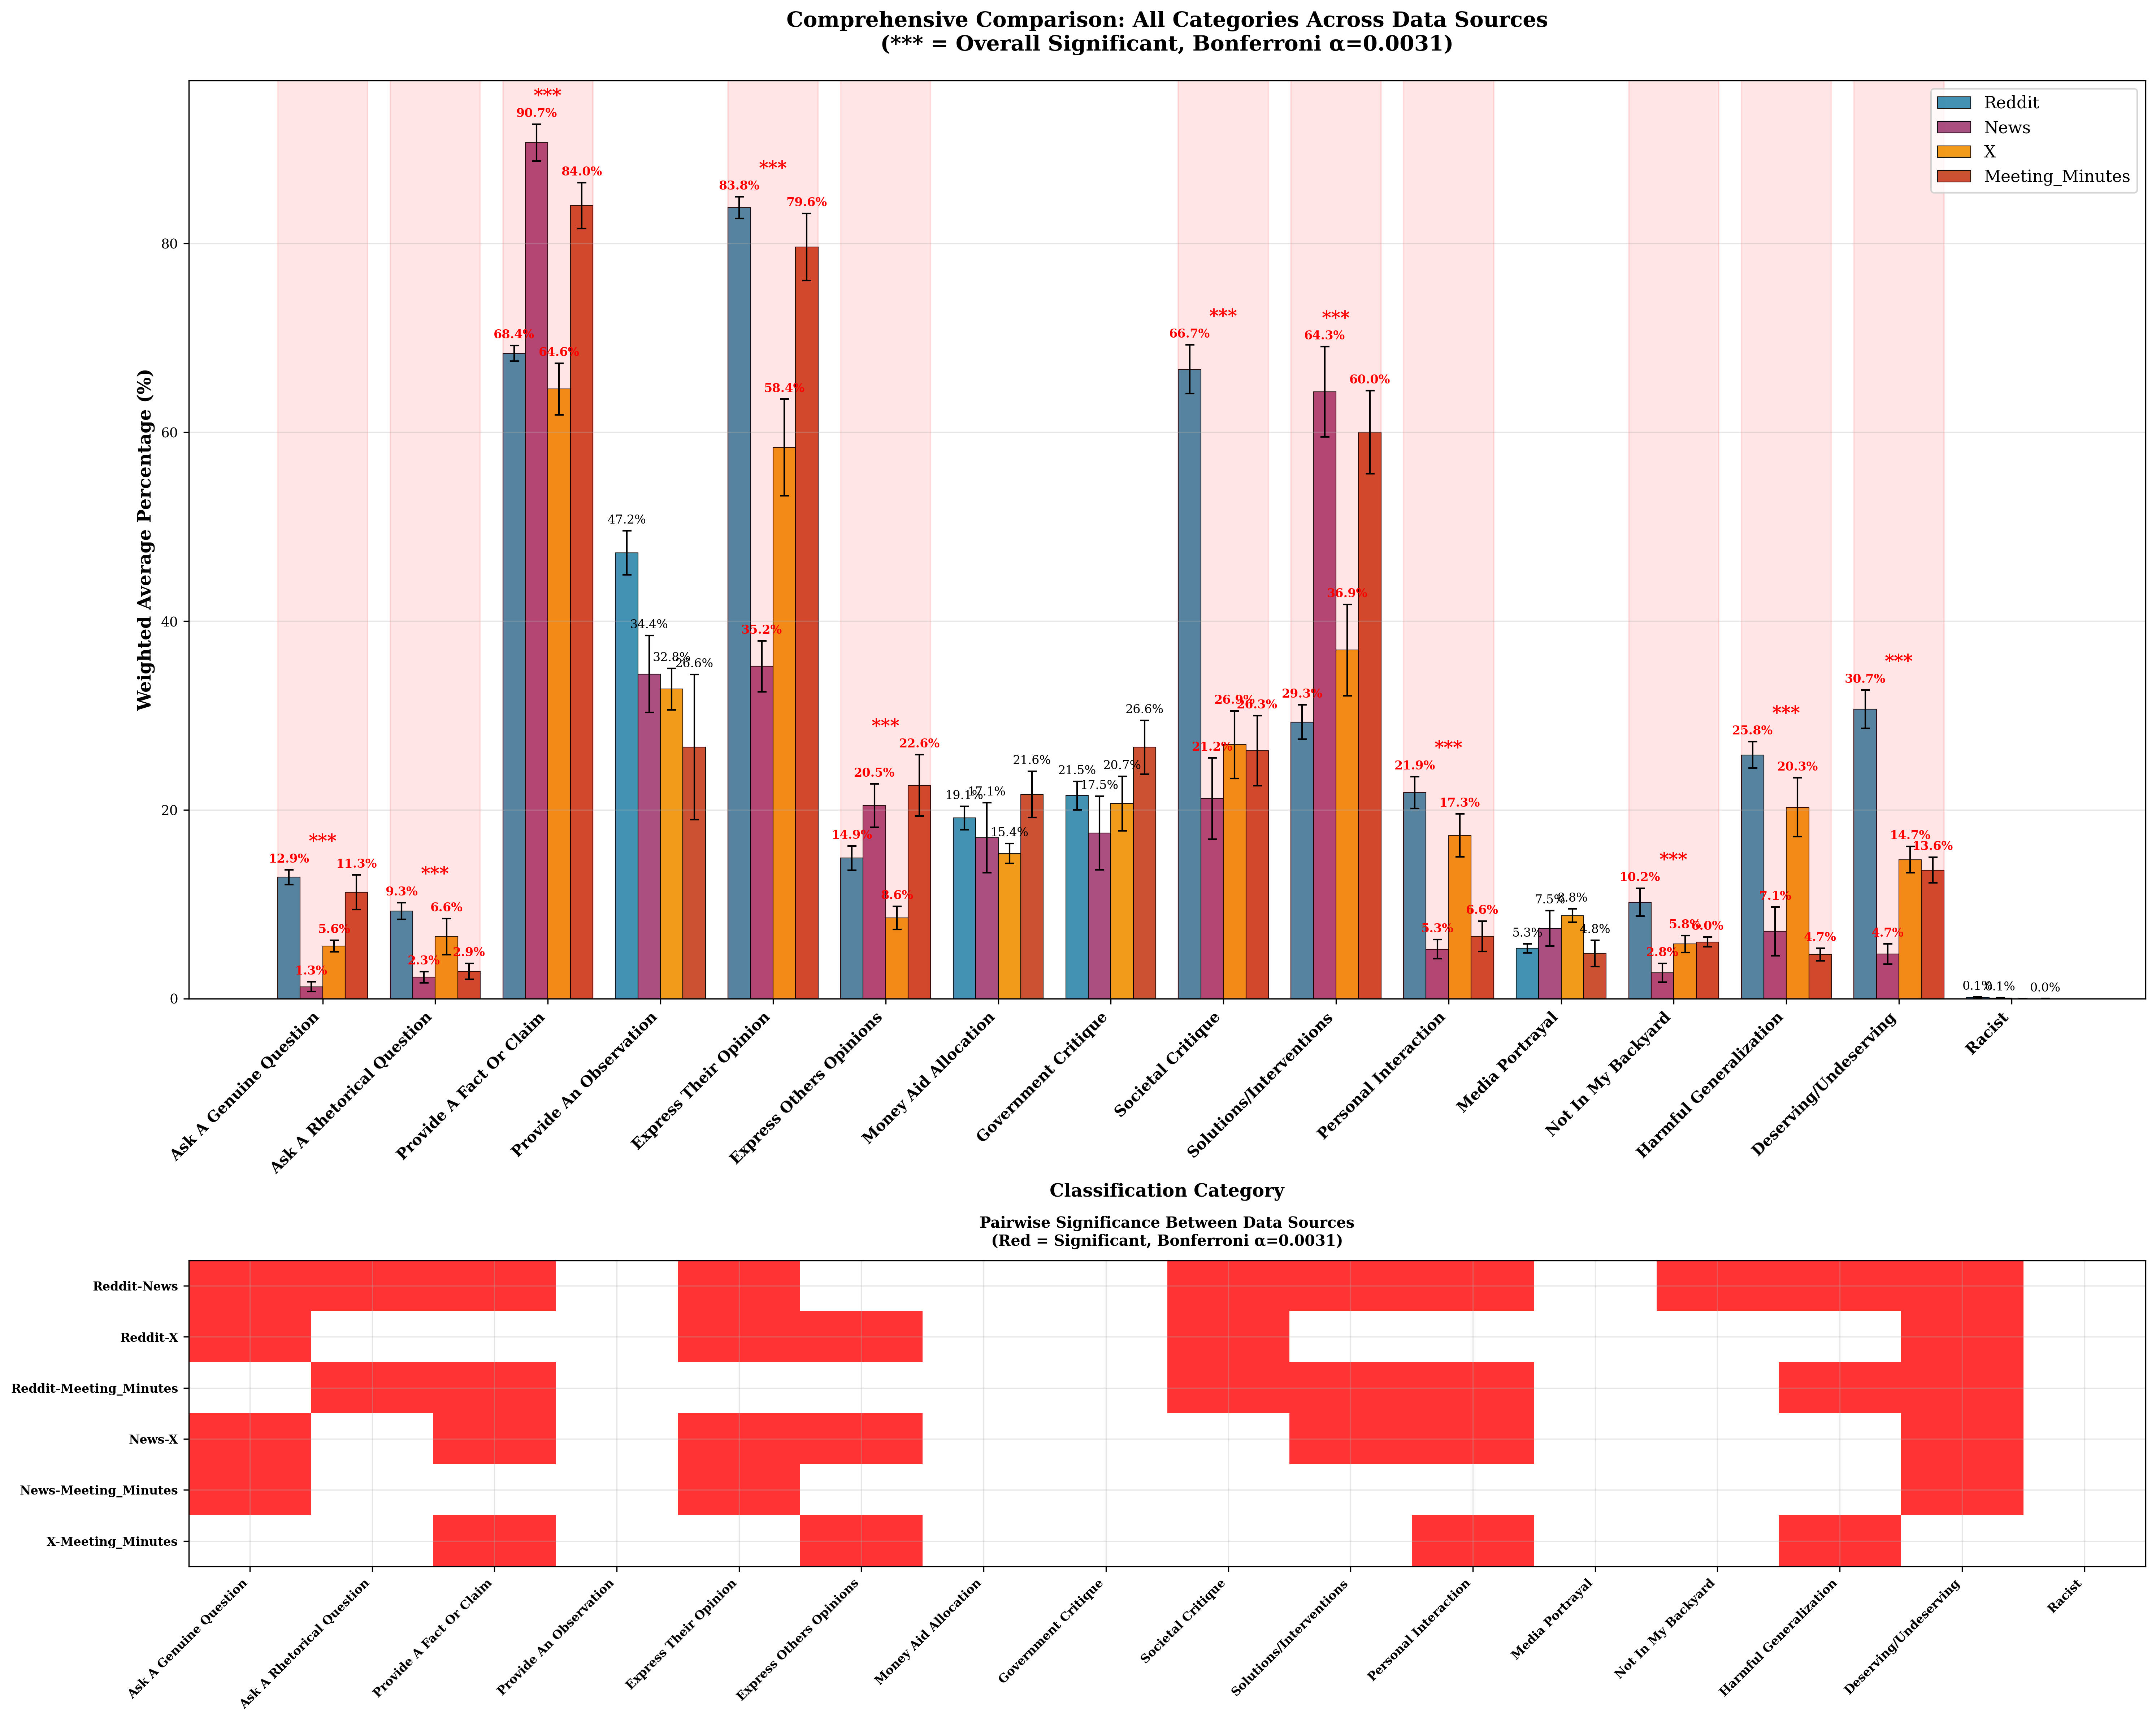 Comprehensive Comparison: All Categories Across Data Sources
(*** = Overall Significant, Bonferroni α=0.0031)
Reddit
News
X
Meeting_Minutes
Weighted Average Percentage (%)
80
60
40
20
0
12.9%
1.3%
5.6%
11.3%
***
9.3%
2.3%
6.6%
2.9%
***
68.4%
90.7%
64.6%
84.0%
***
47.2%
34.4%
32.8%
26.6%
83.8%
35.2%
58.4%
79.6%
***
14.9%
20.5%
8.6%
22.6%
***
19.1%
17.1%
15.4%
21.6%
21.5%
17.5%
20.7%
26.6%
66.7%
21.2%
26.9%
26.3%
***
29.3%
64.3%
36.9%
60.0%
***
21.9%
5.3%
17.3%
6.6%
***
5.3%
7.5%
8.8%
4.8%
10.2%
2.8%
5.8%
6.0%
***
25.8%
7.1%
20.3%
4.7%
***
30.7%
4.7%
14.7%
13.6%
***
0.1%
0.1%
0.0%
Ask A Genuine Question
Ask A Rhetorical Question
Provide A Fact Or Claim
Provide An Observation
Express Their Opinion
Express Others Opinions
Money Aid Allocation
Government Critique
Societal Critique
Solutions/Interventions
Personal Interaction
Media Portrayal
Not In My Backyard
Harmful Generalization
Deserving/Undeserving
Racist
Classification Category
Pairwise Significance Between Data Sources
(Red = Significant, Bonferroni α=0.0031)
Reddit-News
Reddit-X
Reddit-Meeting_Minutes
News-X
News-Meeting_Minutes
X-Meeting_Minutes
Ask A Genuine Question
Ask A Rhetorical Question
Provide A Fact Or Claim
Provide An Observation
Express Their Opinion
Express Others Opinions
Money Aid Allocation
Government Critique
Societal Critique
Solutions/Interventions
Personal Interaction
Media Portrayal
Not In My Backyard
Harmful Generalization
Deserving/Undeserving
Racist